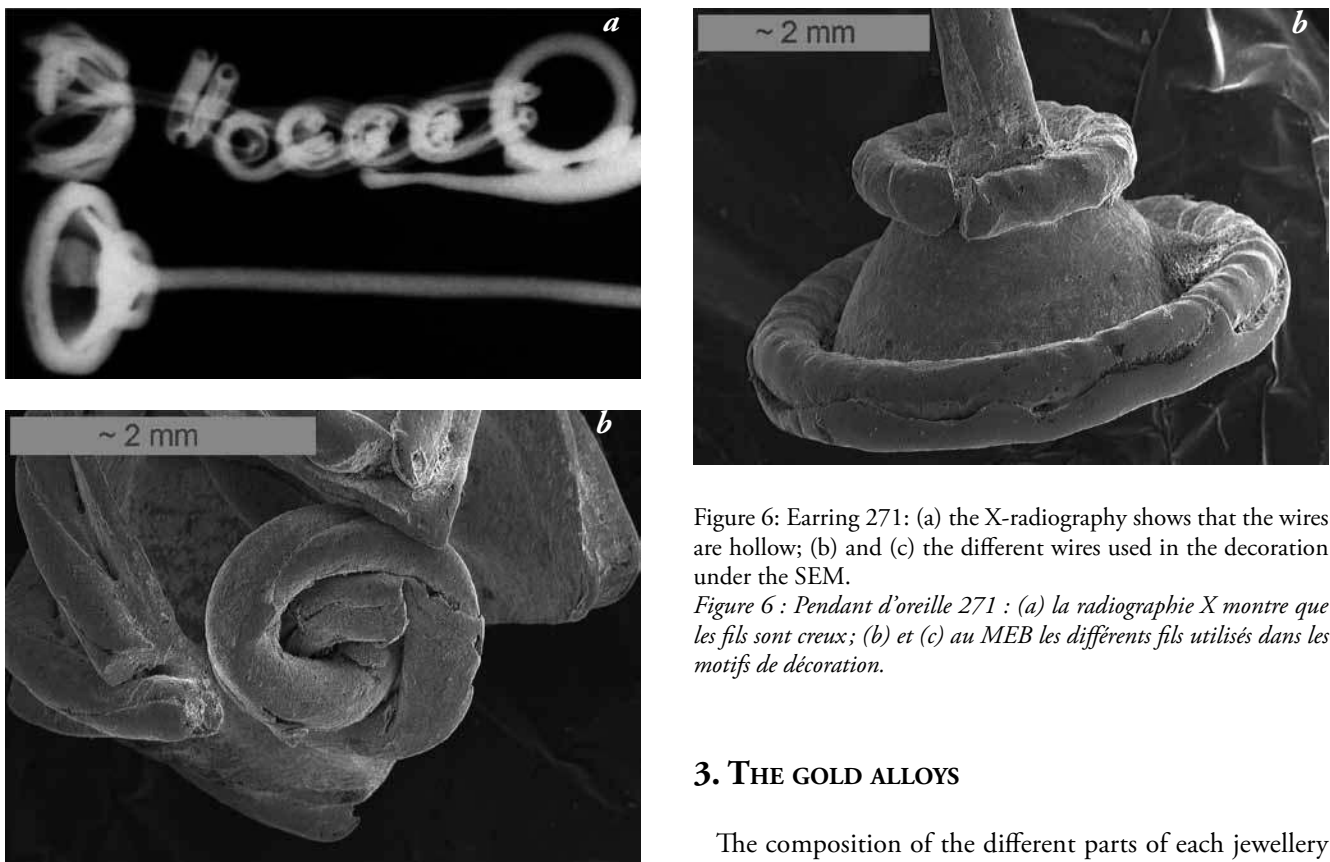 a
~ 2 mm
b
~ 2 mm
b
Figure 6: Earring 271: (a) the X-radiography shows that the wires
are hollow; (b) and (c) the different wires used in the decoration
under the SEM.
Figure 6 : Pendant d’oreille 271 : (a) la radiographie X montre que
les fils sont creux ; (b) et (c) au MEB les différents fils utilisés dans les
motifs de décoration.
3. The gold alloys
The composition of the different parts of each jewellery